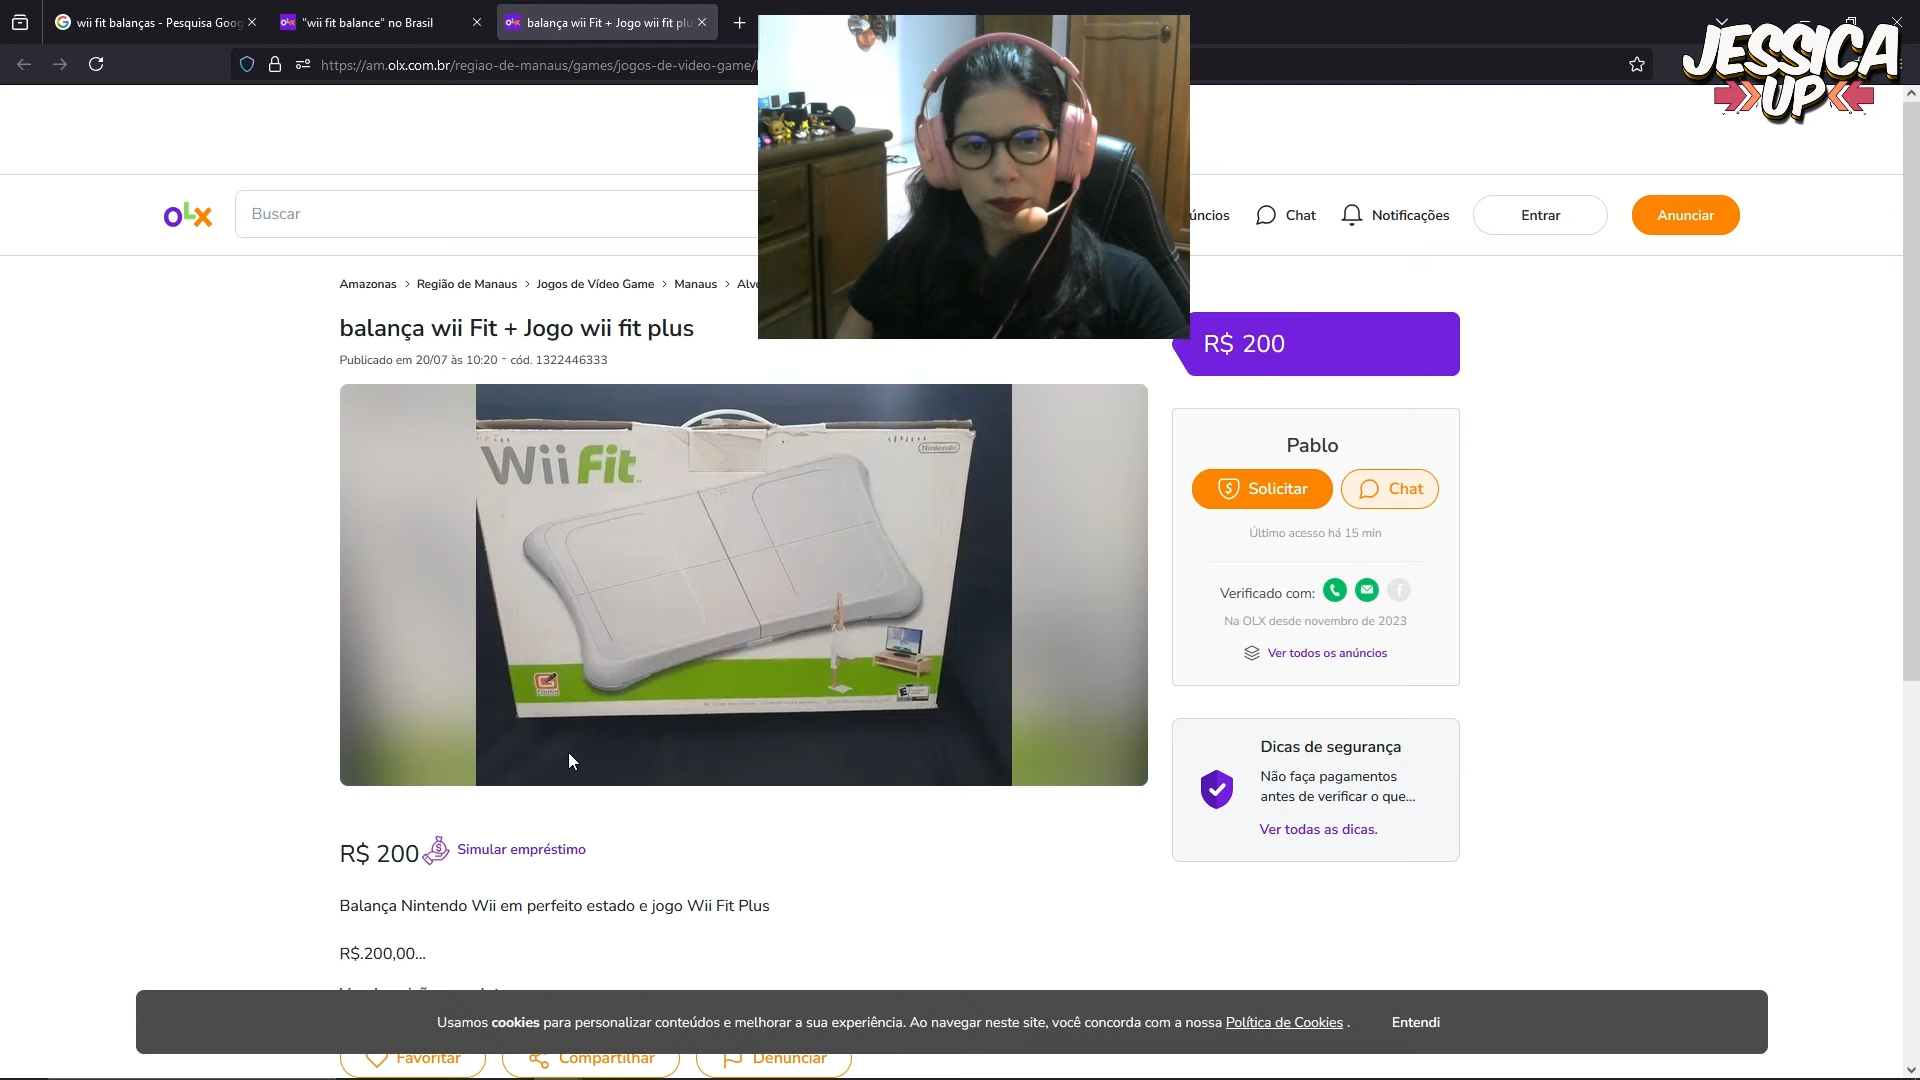 wii fit balanças - Pesquisa Goog
"wii fit balance" no Brasil
balança wii Fit + Jogo wii fit plu
https://am.olx.com.br/regiao-de-manaus/games/jogos-de-video-game/
JESSICA
UP
olx
Buscar
úncios
Chat
Notificações
Entrar
Anunciar
Amazonas > Região de Manaus > Jogos de Vídeo Game > Manaus > Alv
balança wii Fit + Jogo wii fit plus
Publicado em 20/07 às 10:20 - cód. 1322446333
R$ 200
Wii Fit
Nintendo
Pablo
Solicitar
Chat
Último acesso há 15 min
Verificado com:
Na OLX desde novembro de 2023
Ver todos os anúncios
Dicas de segurança
Não faça pagamentos
antes de verificar o que...
Ver todas as dicas.
R$ 200
Simular empréstimo
Balança Nintendo Wii em perfeito estado e jogo Wii Fit Plus
R$.200,00...
Usamos cookies para personalizar conteúdos e melhorar a sua experiência. Ao navegar neste site, você concorda com a nossa Política de Cookies .
Entendi
Favoritar
Compartilhar
Denunciar